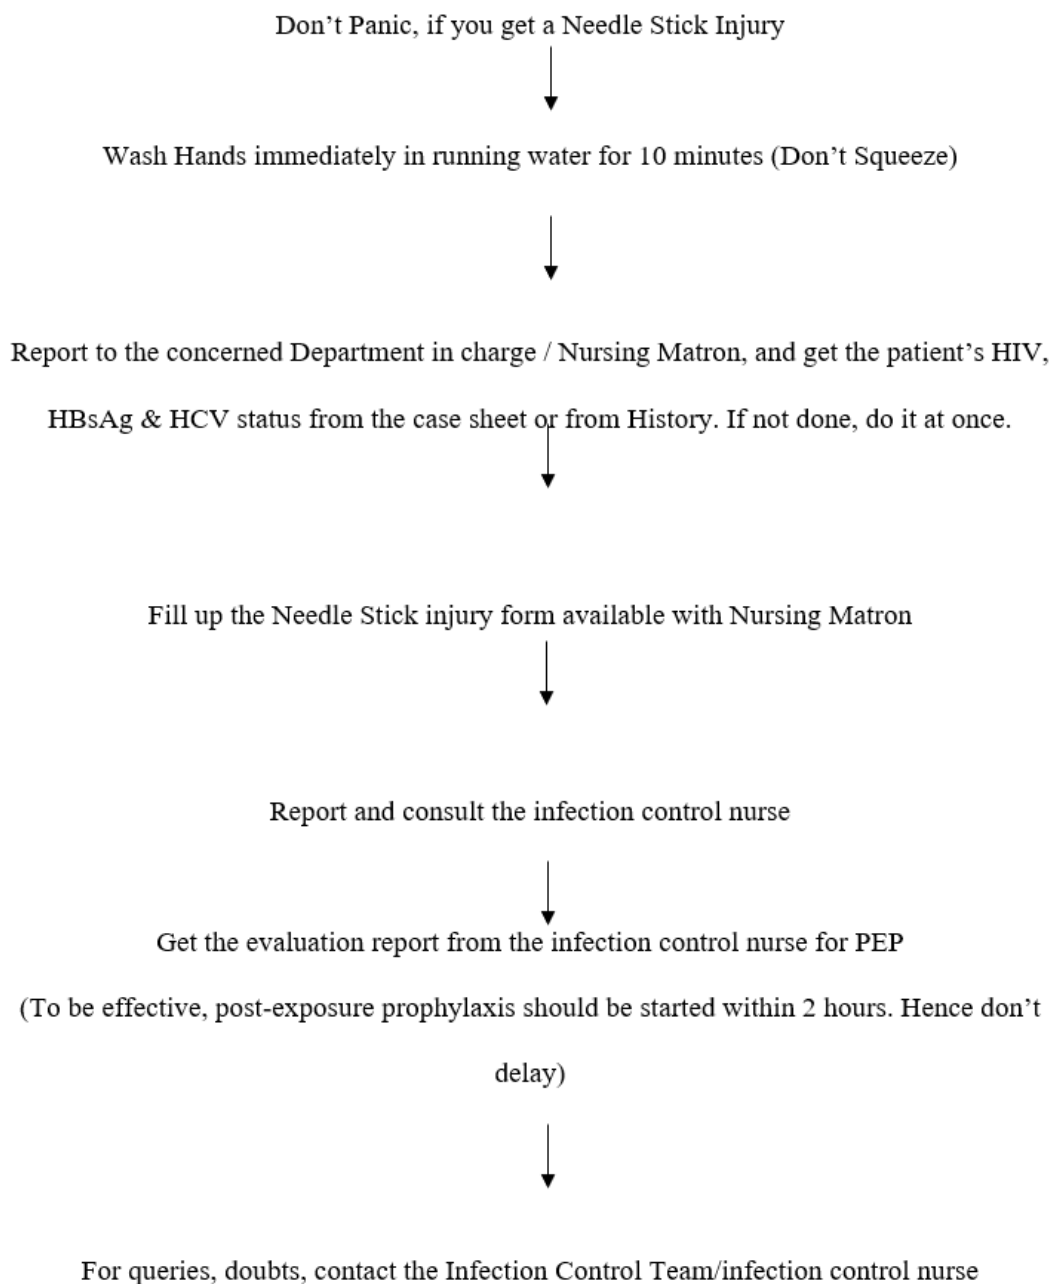 Don’t Panic, if you get a Needle Stick Injury
Wash Hands immediately in running water for 10 minutes (Don’t Squeeze)
Report to the concerned Department in charge / Nursing Matron, and get the patient’s HIV,
HBsAg & HCV status from the case sheet or from History. If not done, do it at once.
Fill up the Needle Stick injury form available with Nursing Matron
Report and consult the infection control nurse
Get the evaluation report from the infection control nurse for PEP
(To be effective, post-exposure prophylaxis should be started within 2 hours. Hence don’t
delay)
For queries, doubts, contact the Infection Control Team/infection control nurse